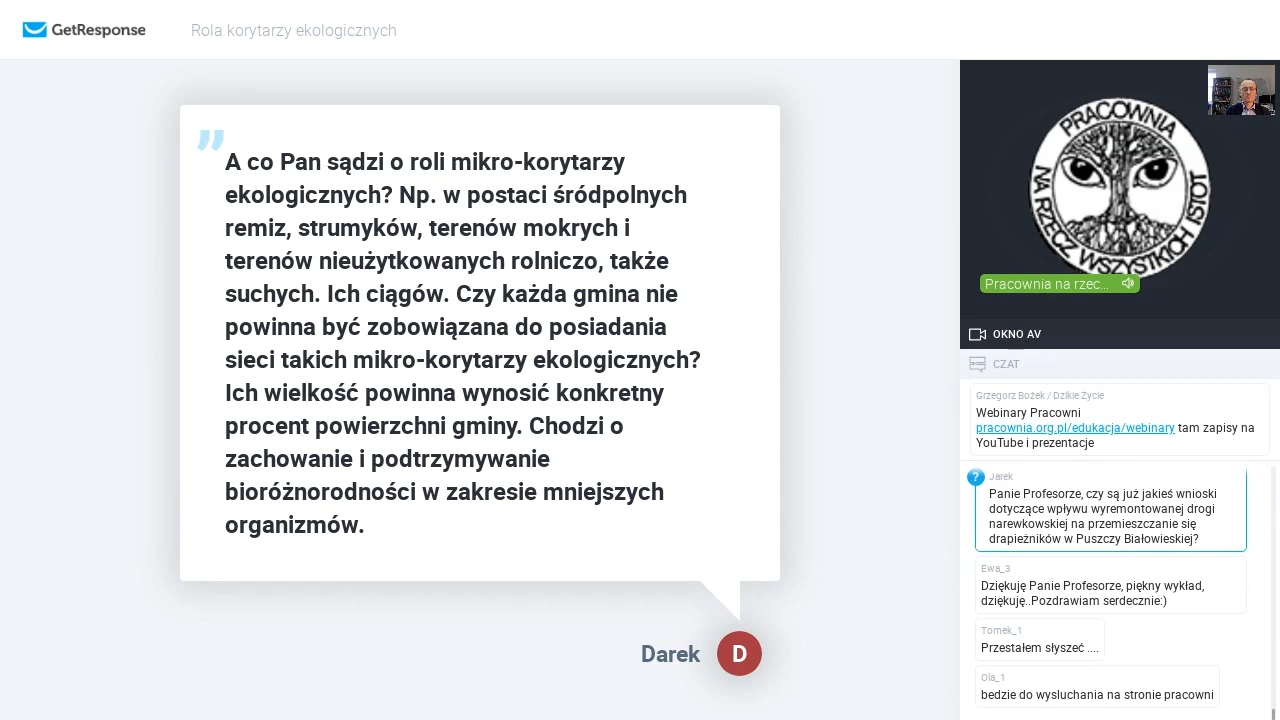 GetResponse
Rola korytarzy ekologicznych
A co Pan sądzi o roli mikro-korytarzy
ekologicznych? Np. w postaci śródpolnych
remiz, strumyków, terenów mokrych i
terenów nieużytkowanych rolniczo, także
suchych. Ich ciągów. Czy każda gmina nie
powinna być zobowiązana do posiadania
sieci takich mikro-korytarzy ekologicznych?
Ich wielkość powinna wynosić konkretny
procent powierzchni gminy. Chodzi o
zachowanie i podtrzymywanie
bioróżnorodności w zakresie mniejszych
organizmów.
Darek
D
PRACOWNIA
NA RZECZ WSZYSTKICH ISTOT
Pracownia na rzec...
OKNO AV
CZAT
Grzegorz Bożek / Dzikie Życie
Webinary Pracowni
pracownia.org.pl/edukacja/webinary tam zapisy na
YouTube i prezentacje
? Jarek
Panie Profesorze, czy są już jakieś wnioski
dotyczące wpływu wyremontowanej drogi
narewkowskiej na przemieszczanie się
drapieżników w Puszczy Białowieskiej?
Ewa_3
Dziękuję Panie Profesorze, piękny wykład,
dziękuję..Pozdrawiam serdecznie:)
Tomek_1
Przestałem słyszeć ....
Ola_1
bedzie do wysluchania na stronie pracowni